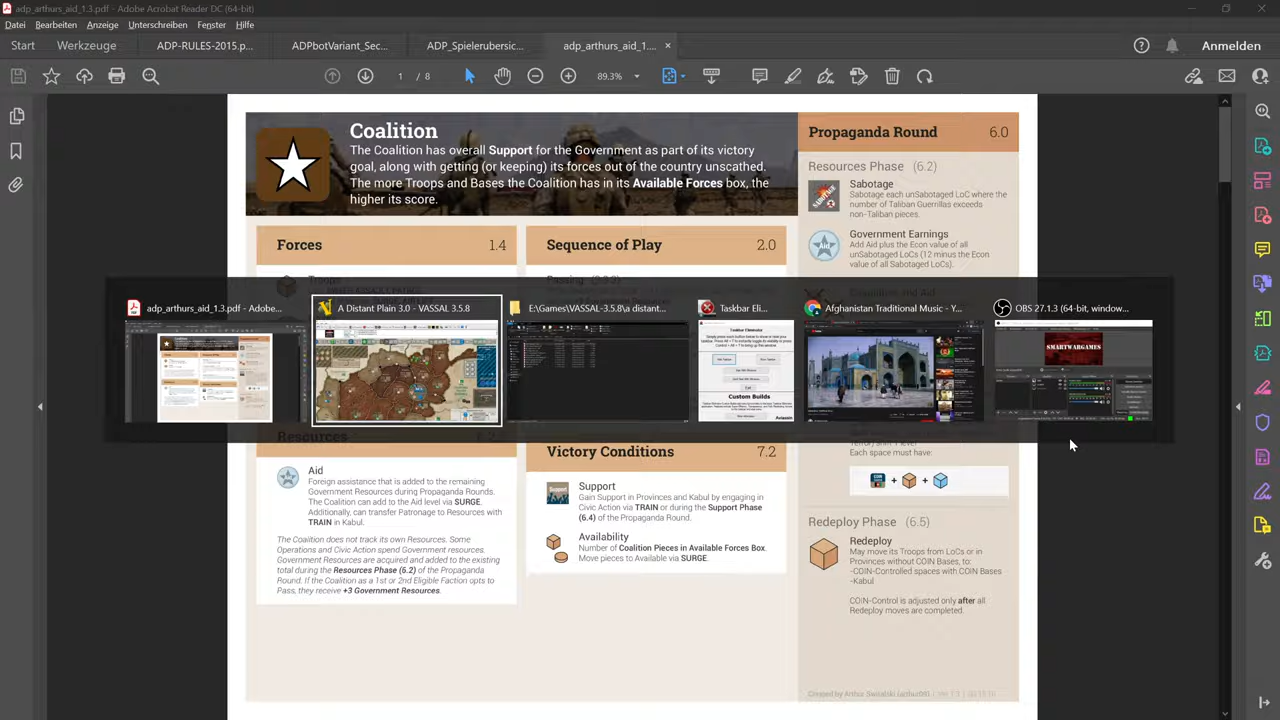 adp_arthurs_aid_1.3.pdf - Adobe Acrobat Reader DC (64-bit)
Datei Bearbeiten Anzeige Unterschreiben Fenster Hilfe
Start Werkzeuge ADP-RULES-2015.p... ADPbotVariant_Sec... ADP_Spielerubersic... adp_arthurs_aid_1.... × Anmelden
1 / 8 89.3%
Coalition
The Coalition has overall Support for the Government as part of its victory
goal, along with getting (or keeping) its forces out of the country unscathed.
The more Troops and Bases the Coalition has in its Available Forces box, the
higher its score.
Propaganda Round 6.0
Resources Phase (6.2)
Sabotage
Sabotage each unSabotaged LoC where the
number of Taliban Guerrillas exceeds
non-Taliban pieces.
Government Earnings
Add Aid plus the Econ value of all
unSabotaged LoCs (12 minus the Econ
value of all Sabotaged LoCs).
Forces 1.4
Sequence of Play 2.0
Troops
Passing
adp_arthurs_aid_1.3.pdf - Adobe...
A Distant Plain 3.0 - VASSAL 3.5.8
E:\Games\VASSAL-3.5.8\a distant...
Taskbar Eli...
Afghanistan Traditional Music - Y...
OBS 27.1.3 (64-bit, window...
Custom Builds
SMARTWARGAMES
Resources
Aid
Foreign assistance that is added to the remaining
Government Resources during Propaganda Rounds.
The Coalition can add to the Aid level via SURGE.
Additionally, can transfer Patronage to Resources with
TRAIN in Kabul.
The Coalition does not track its own Resources. Some
Operations and Civic Action spend Government resources.
Government Resources are acquired and added to the existing
total during the Resources Phase (6.2) of the Propaganda
Round. If the Coalition as a 1st or 2nd Eligible Faction opts to
Pass, they receive +3 Government Resources.
Victory Conditions 7.2
Support
Gain Support in Provinces and Kabul by engaging in
Civic Action via TRAIN or during the Support Phase
(6.4) of the Propaganda Round.
Availability
Number of Coalition Pieces in Available Forces Box.
Move pieces to Available via SURGE.
Each space must have:
+ +
Redeploy Phase (6.5)
Redeploy
May move its Troops from LoCs or in
Provinces without COIN Bases, to:
-COIN-Controlled spaces with COIN Bases
-Kabul
COIN-Control is adjusted only after all
Redeploy moves are completed.